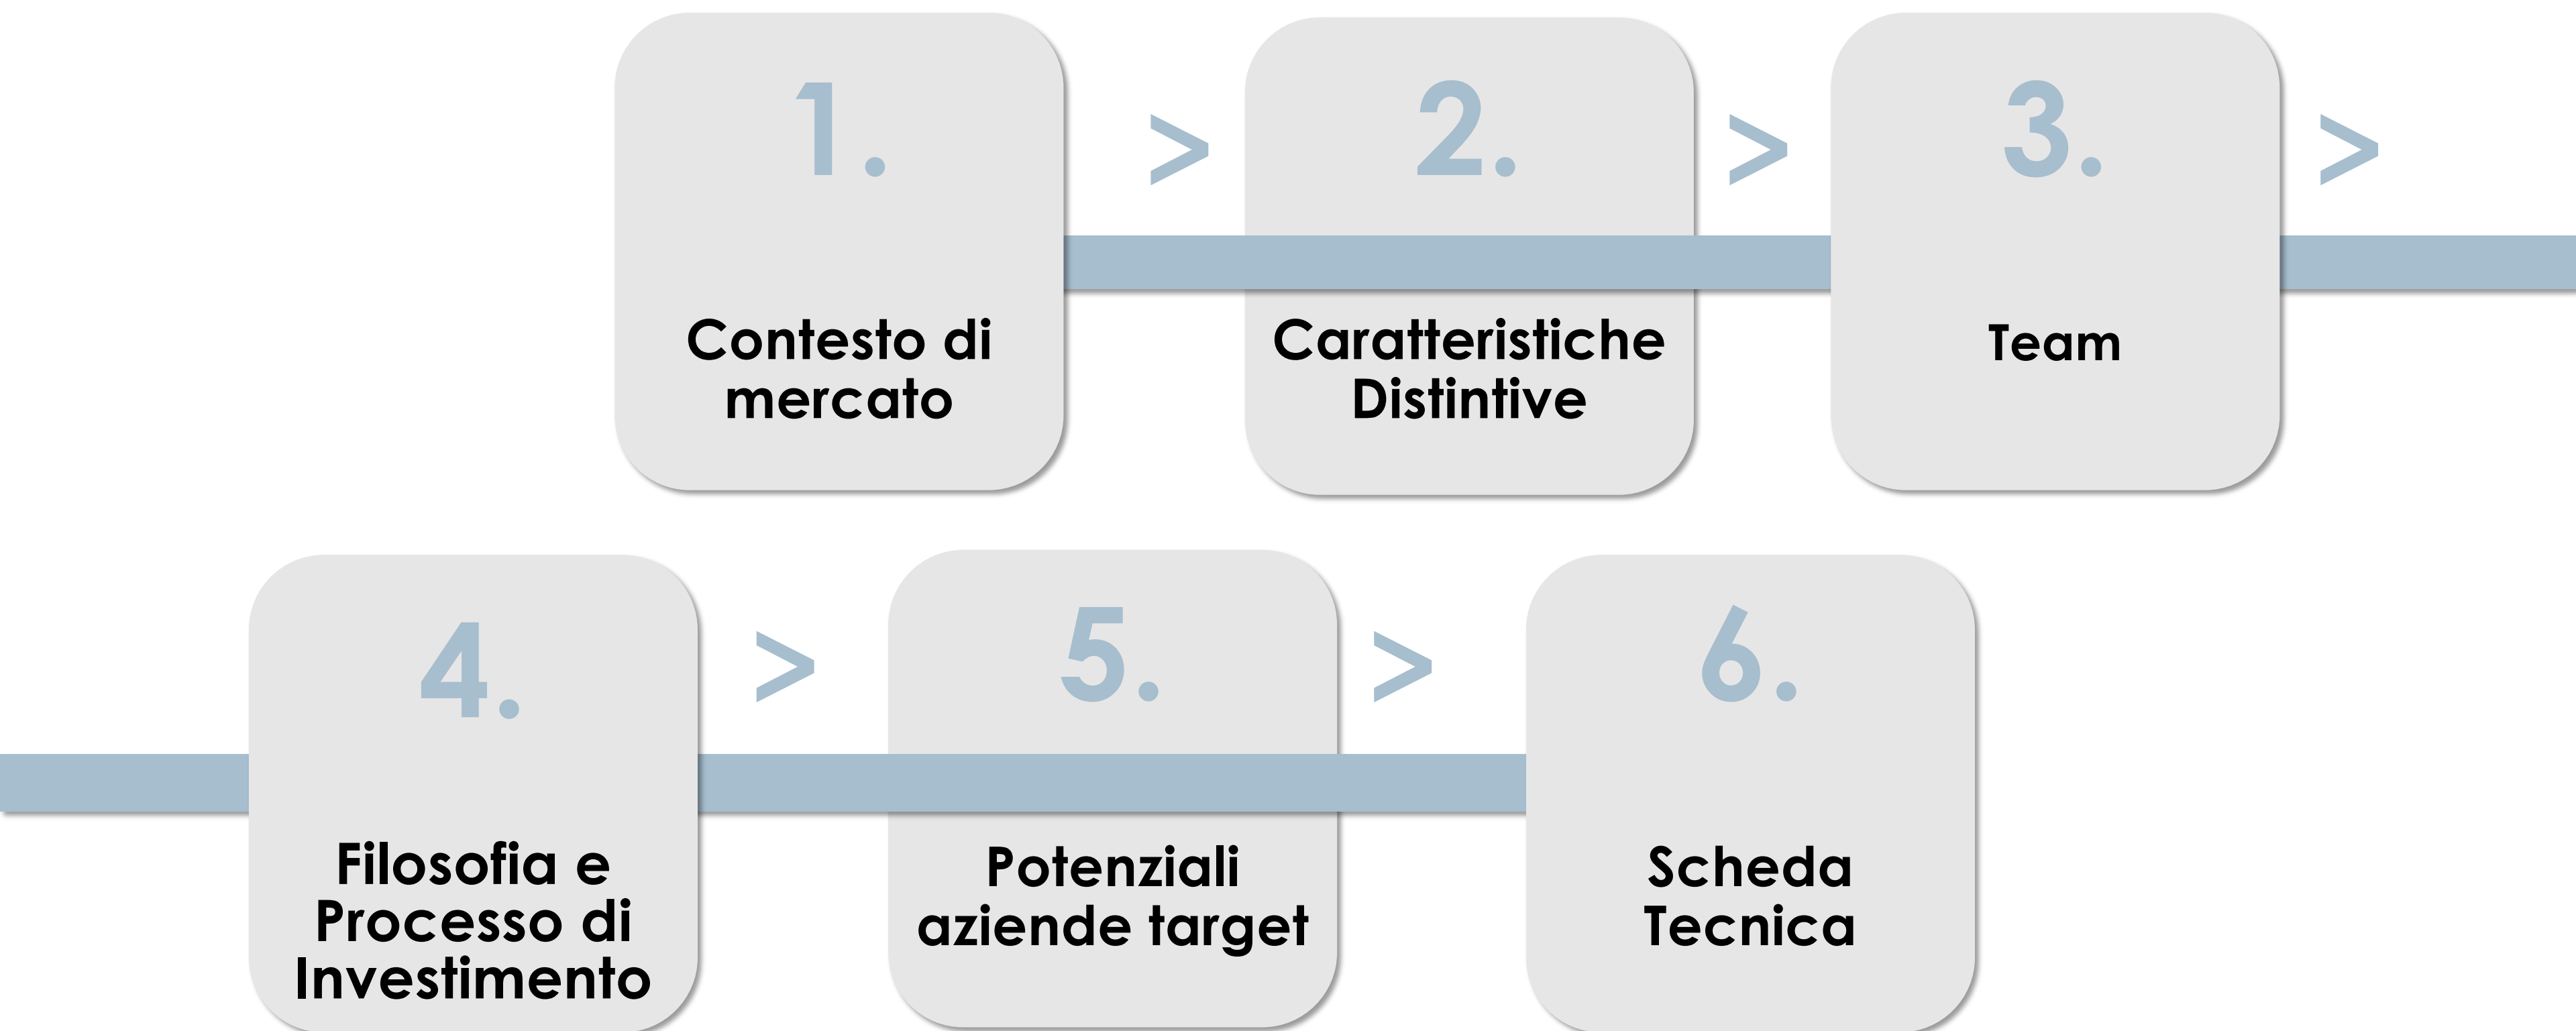 1.
Contesto di
mercato
>
2.
Caratteristiche
Distintive
>
3.
Team
>
4.
Filosofia e
Processo di
Investimento
>
5.
Potenziali
aziende target
>
6.
Scheda
Tecnica